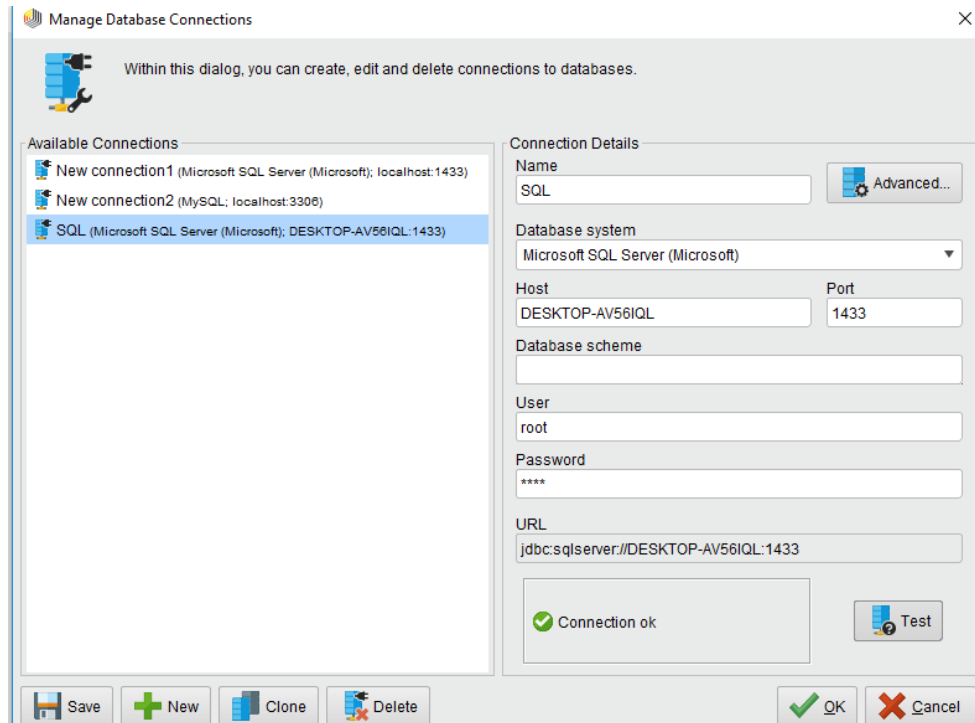 Manage Database Connections
Within this dialog, you can create, edit and delete connections to databases.
Available Connections
New connection1 (Microsoft SQL Server (Microsoft); localhost:1433)
New connection2 (MySQL; localhost:3306)
SQL (Microsoft SQL Server (Microsoft); DESKTOP-AV56IQL:1433)
Connection Details
Name
SQL
Advanced...
Database system
Microsoft SQL Server (Microsoft)
Host
Port
DESKTOP-AV56IQL
1433
Database scheme
User
root
Password
****
URL
jdbc:sqlserver://DESKTOP-AV56IQL:1433
Connection ok
Test
Save
New
Clone
Delete
OK
Cancel